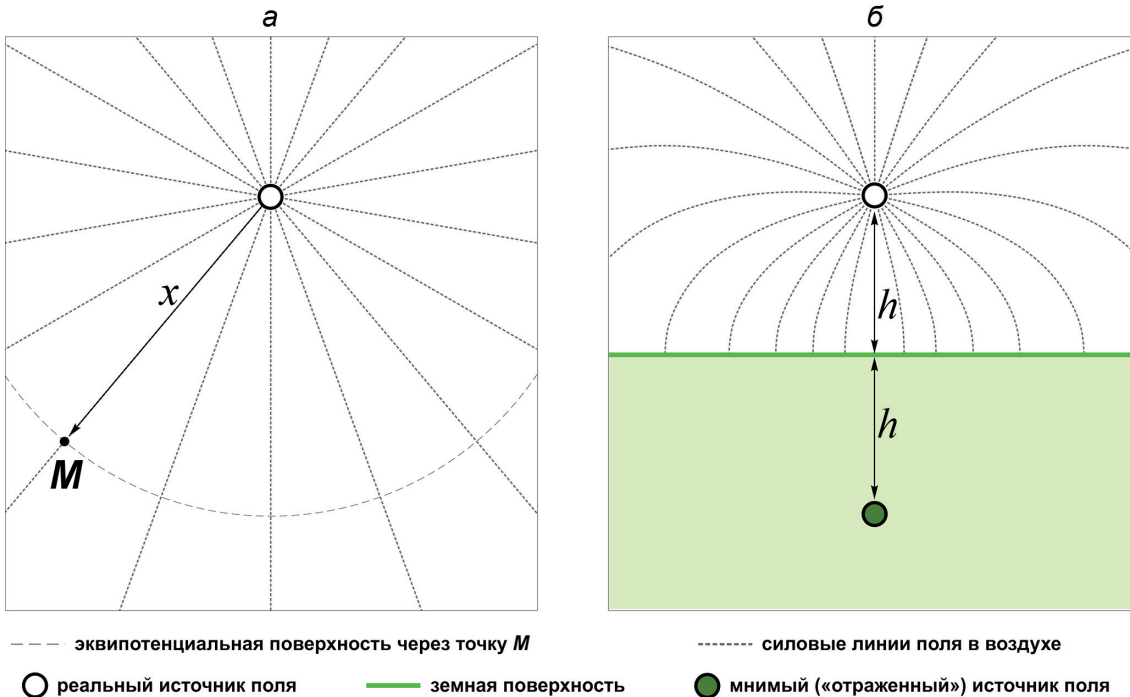 а
б
x
h
h
М
эквипотенциальная поверхность через точку М
силовые линии поля в воздухе
реальный источник поля
земная поверхность
мнимый («отраженный») источник поля